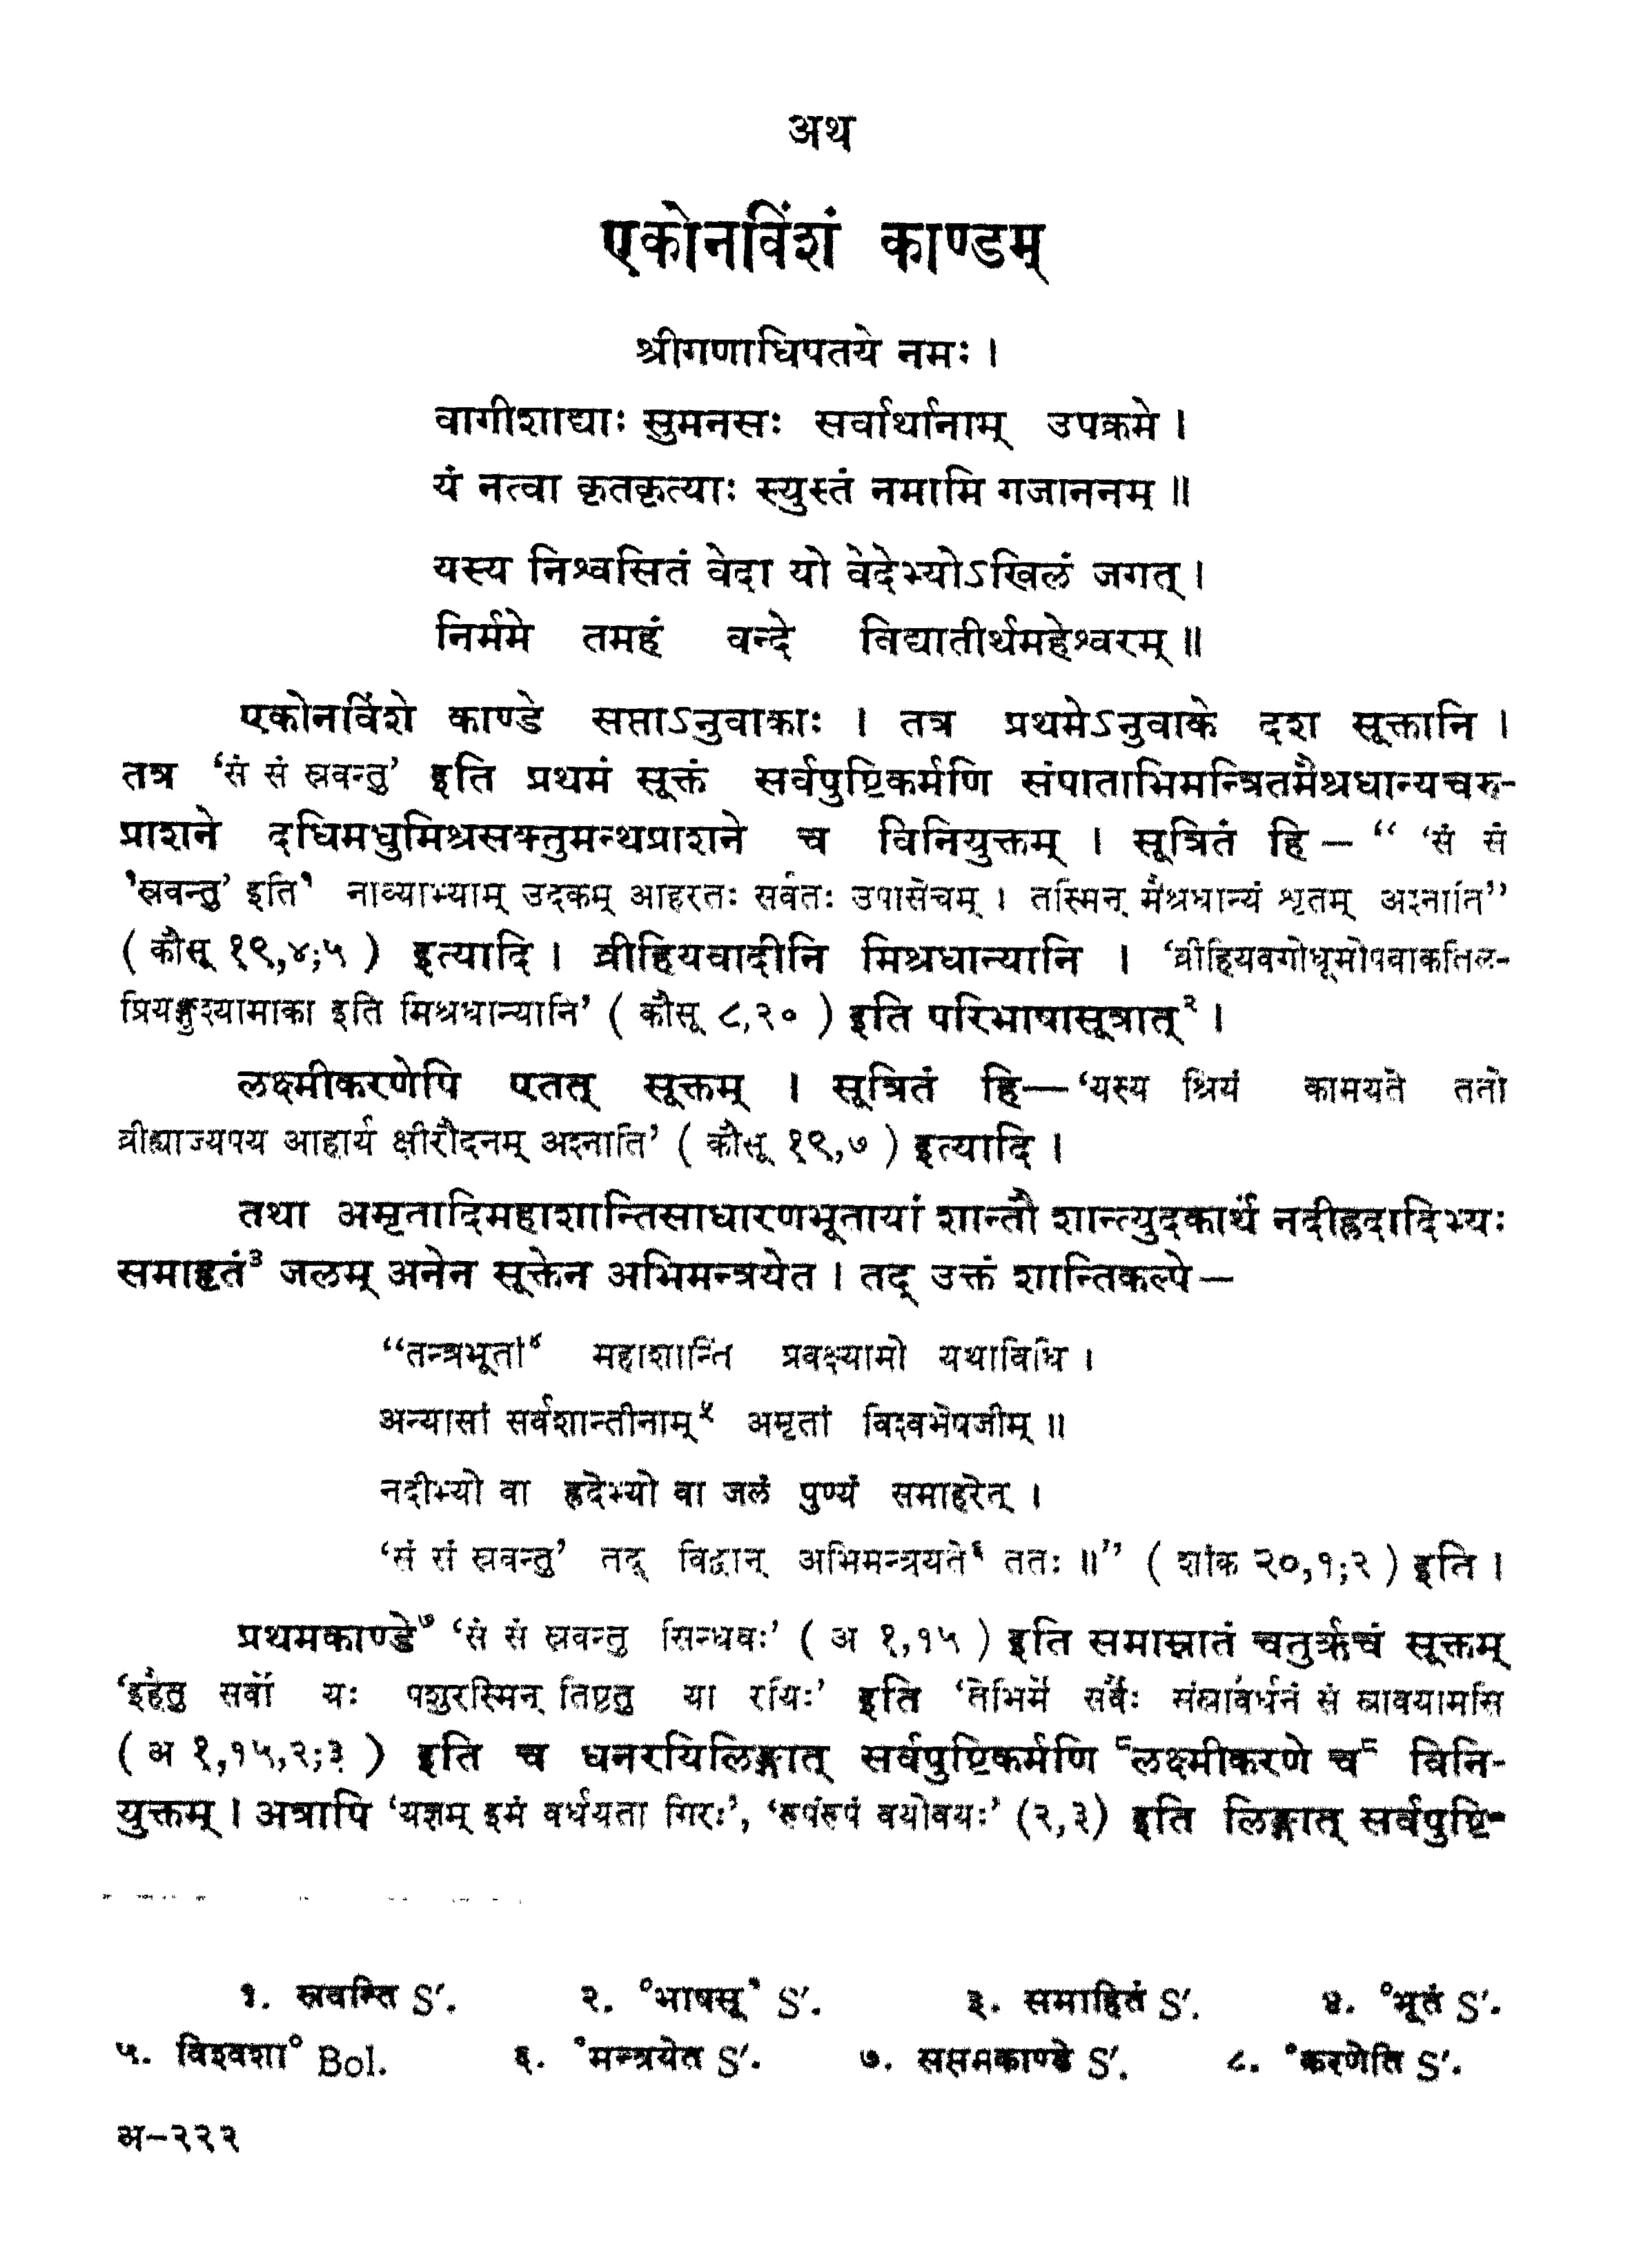 अथ
एकोनविंशं काण्डम्
श्रीगणाधिपतये नमः ।
वागीशाद्याः सुमनसः सर्वार्थानाम् उपक्रमे ।
यं नत्वा कृतकृत्याः स्युस्तं नमामि गजाननम् ॥
यस्य निश्वसितं वेदा यो वेदेभ्योऽखिलं जगत् ।
निर्ममे तमहं वन्दे विद्यातीर्थमहेश्वरम् ॥
एकोनविंशे काण्डे सप्ताऽनुवाकाः । तत्र प्रथमेऽनुवाके दश सूक्तानि ।
तत्र ‘सं सं स्रवन्तु’ इति प्रथमं सूक्तं सर्वपुष्टिकर्मणि संपाताभिमन्त्रितमैश्रधान्यचरु-
प्राशने दधिमधुमिश्रसक्तुमन्थप्राशने च विनियुक्तम् । सूत्रितं हि — “ ‘सं सं
१स्रवन्तु’ इति१ नाव्याभ्याम् उदकम् आहरतः सर्वतः उपासेचम् । तस्मिन् मैश्रधान्यं शृतम् अश्नाति”
( कौसू १९,४;५ ) इत्यादि । व्रीहियवादीनि मिश्रधान्यानि । ‘व्रीहियवगोधूमोपवाकतिल-
प्रियङ्गुश्यामाका इति मिश्रधान्यानि’ ( कौसू ८,२० ) इति परिभाषासूत्रात्२ ।
लक्ष्मीकरणेपि एतत् सूक्तम् । सूत्रितं हि—‘यस्य श्रियं कामयते ततो
व्रीह्याज्यपय आहार्य क्षीरौदनम् अश्नाति’ ( कौसू १९,७ ) इत्यादि ।
तथा अमृतादिमहाशान्तिसाधारणभूतायां शान्तौ शान्त्युदकार्थं नदीह्रदादिभ्यः
समाहृतं३ जलम् अनेन सूक्तेन अभिमन्त्रयेत । तद् उक्तं शान्तिकल्पे —
“तन्त्रभूतां४ महाशान्तिं प्रवक्ष्यामो यथाविधि ।
अन्यासां सर्वशान्तीनाम्५ अमृतां विश्वभेषजीम् ॥
नदीभ्यो वा ह्रदेभ्यो वा जलं पुण्यं समाहरेत् ।
‘सं सं स्रवन्तु’ तद् विद्वान् अभिमन्त्रयते६ ततः ॥” ( शांक २०,१;२ ) इति ।
प्रथमकाण्डे७ ‘सं सं स्रवन्तु सिन्धवः’ ( अ १,१५ ) इति समाम्नातं चतुर्ऋचं सूक्तम्
‘इहैतु सर्वो यः पशुरस्मिन् तिष्ठतु या रयिः’ इति ‘तेभिर्मे सर्वैः संस्रावैर्धनं सं स्रावयामसि
( अ १,१५,२;३ ) इति च धनरयिलिङ्गात् सर्वपुष्टिकर्मणि ८लक्ष्मीकरणे च८ विनि-
युक्तम् । अत्रापि ‘यज्ञम् इमं वर्धयता गिरः’, ‘रूपंरूपं वयोवयः’ (२,३) इति लिङ्गात् सर्वपुष्टि-
१. स्रवन्ति S′. २. °भाषसू° S′. ३. समाहितं S′. ४. °भूतं S′.
५. विश्वशा° Bol. ६. °मन्त्रयेत S′. ७. सप्तमकाण्डे S′. ८. °करणेति S′.
अ-२२२